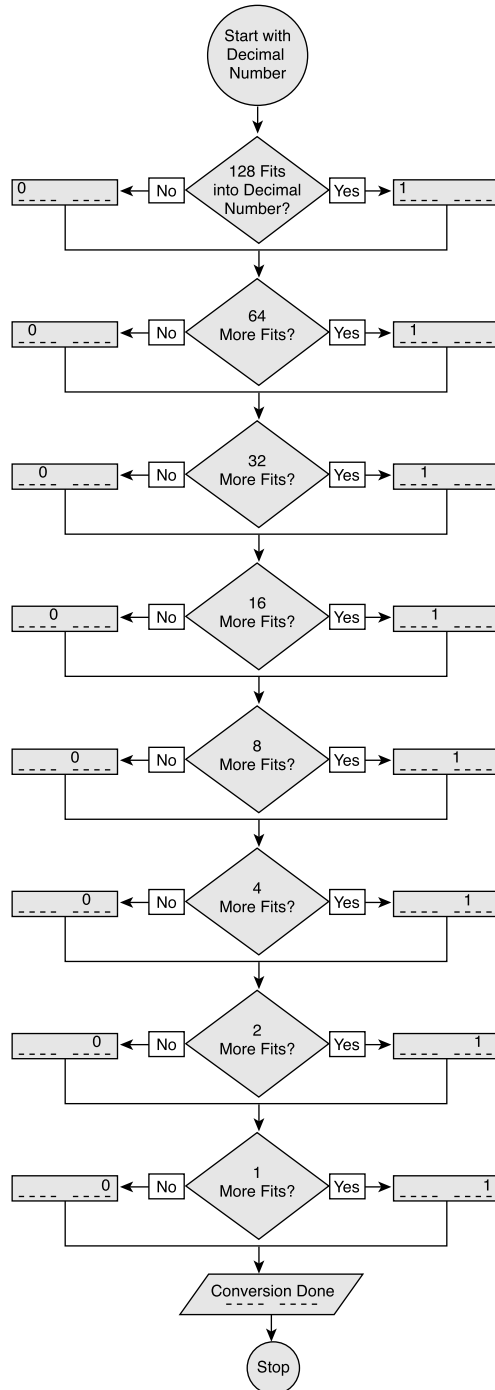 Start with
Decimal
Number
128 Fits
into Decimal
Number?
0
No
Yes
1
64
More Fits?
0
No
Yes
1
32
More Fits?
0
No
Yes
1
16
More Fits?
0
No
Yes
1
8
More Fits?
0
No
Yes
1
4
More Fits?
0
No
Yes
1
2
More Fits?
0
No
Yes
1
1
More Fits?
0
No
Yes
1
Conversion Done
Stop